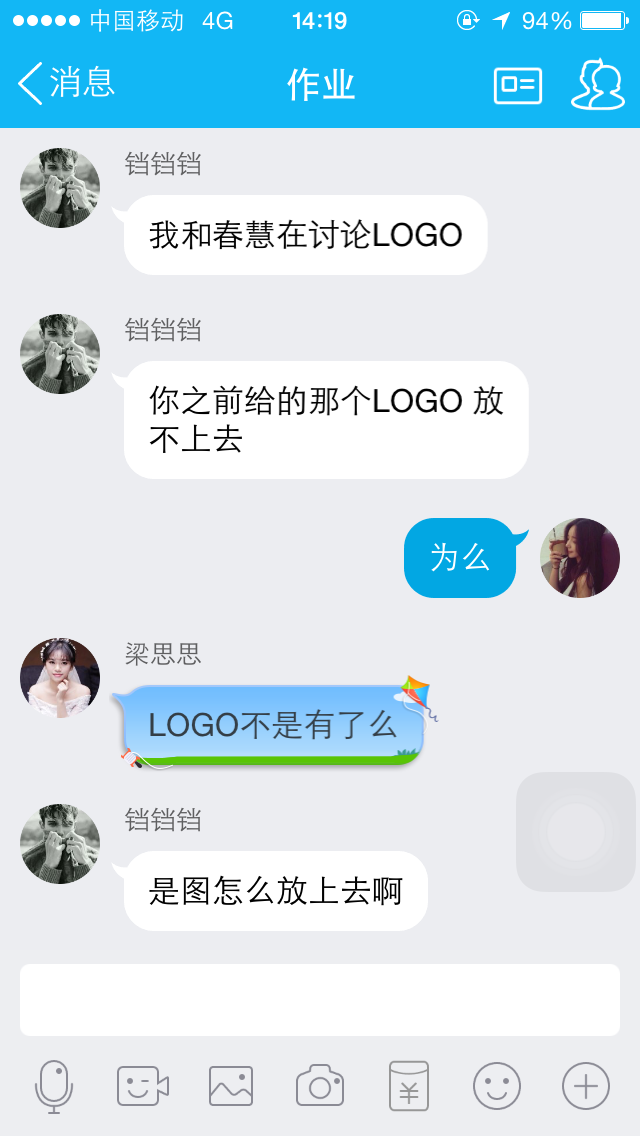 中国移动 4G 14:19 94%
消息 作业
铛铛铛
我和春慧在讨论LOGO
铛铛铛
你之前给的那个LOGO 放
不上去
为么
梁思思
LOGO不是有了么
铛铛铛
是图怎么放上去啊